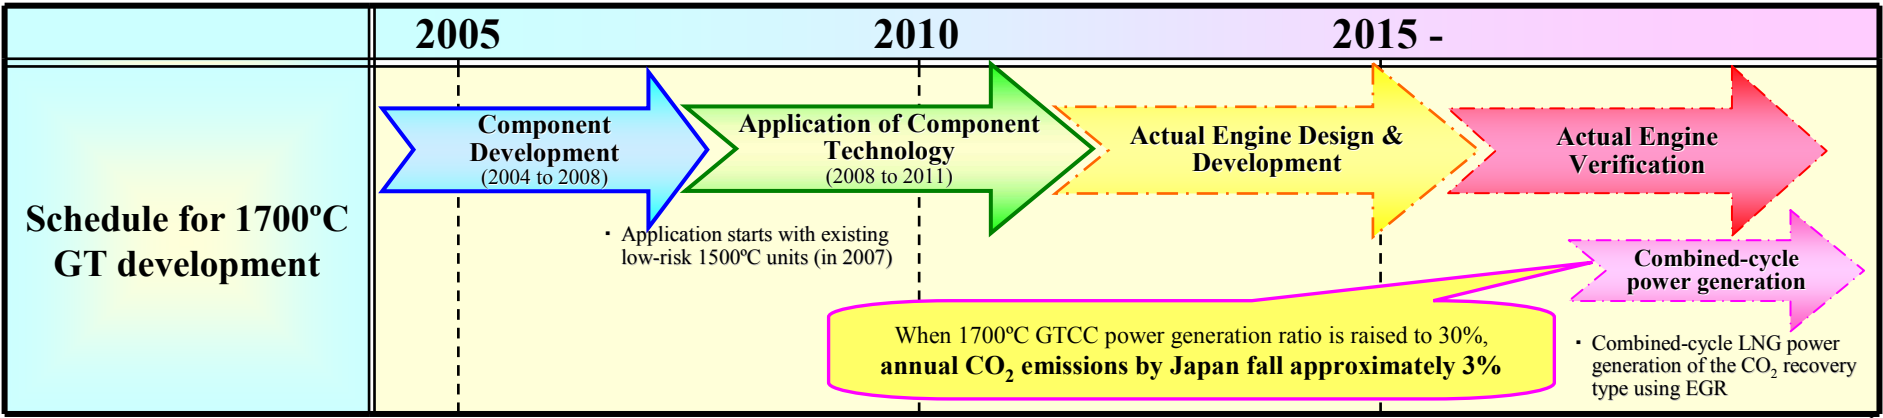 2005
2010
2015 -
Schedule for 1700ºC
GT development
Component
Development
(2004 to 2008)
Application of Component
Technology
(2008 to 2011)
Actual Engine Design &
Development
Actual Engine
Verification
・ Application starts with existing
low-risk 1500ºC units (in 2007)
Combined-cycle
power generation
When 1700ºC GTCC power generation ratio is raised to 30%,
annual CO₂ emissions by Japan fall approximately 3%
・ Combined-cycle LNG power
generation of the CO₂ recovery
type using EGR